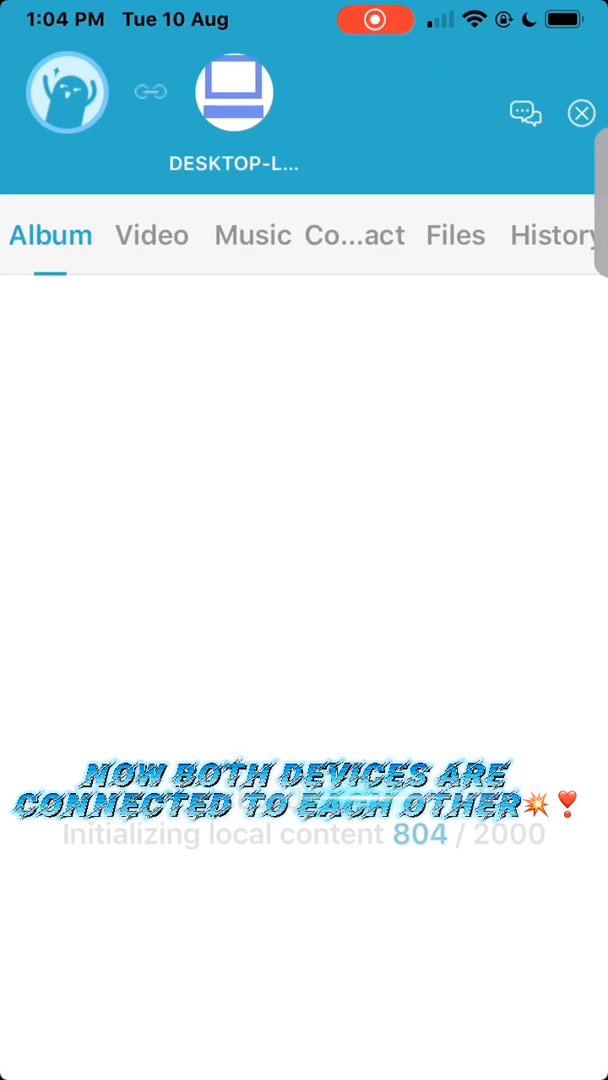 1:04 PM Tue 10 Aug
DESKTOP-L...
Album Video Music Co...act Files History
NOW BOTH DEVICES ARE
CONNECTED TO EACH OTHER💥❣️
Initializing local content 804 / 2000